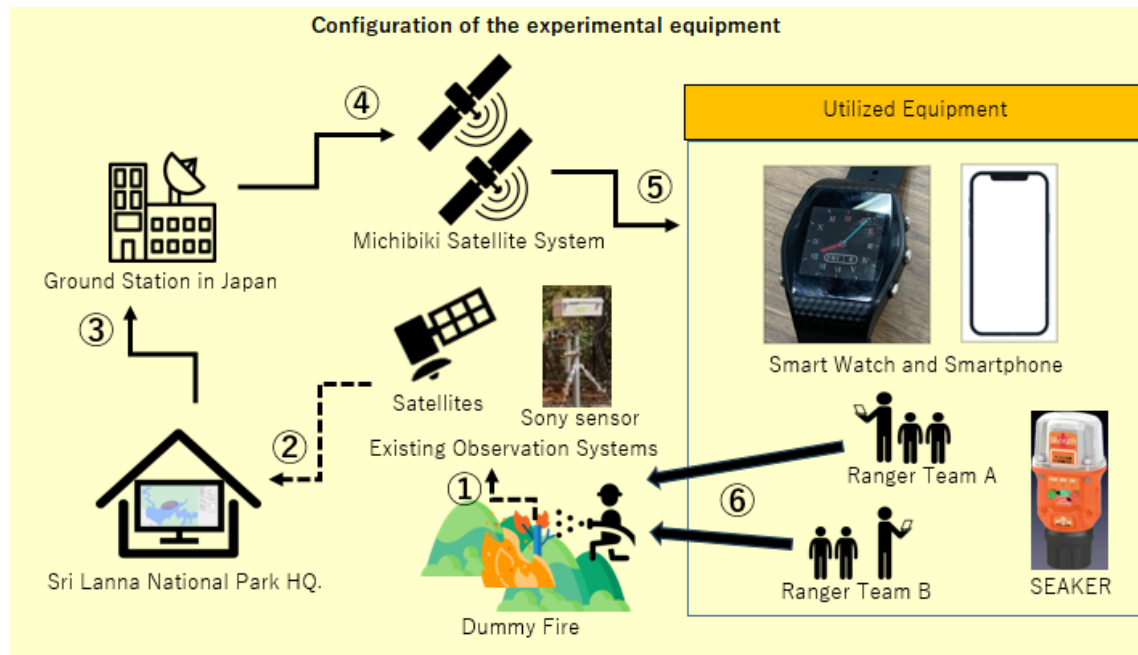 Configuration of the experimental equipment
④
Utilized Equipment
⑤
Michibiki Satellite System
Ground Station in Japan
③
Smart Watch and Smartphone
Satellites
Sony sensor
②
Existing Observation Systems
①
Ranger Team A
⑥
Sri Lanna National Park HQ.
Ranger Team B
SEAKER
Dummy Fire